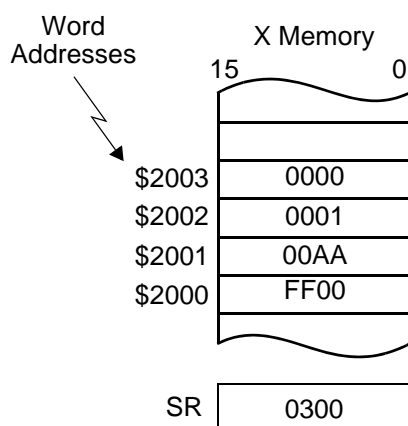 Word
Addresses
X Memory
15 0
$2003 0000
$2002 0001
$2001 00AA
$2000 FF00
SR 0300